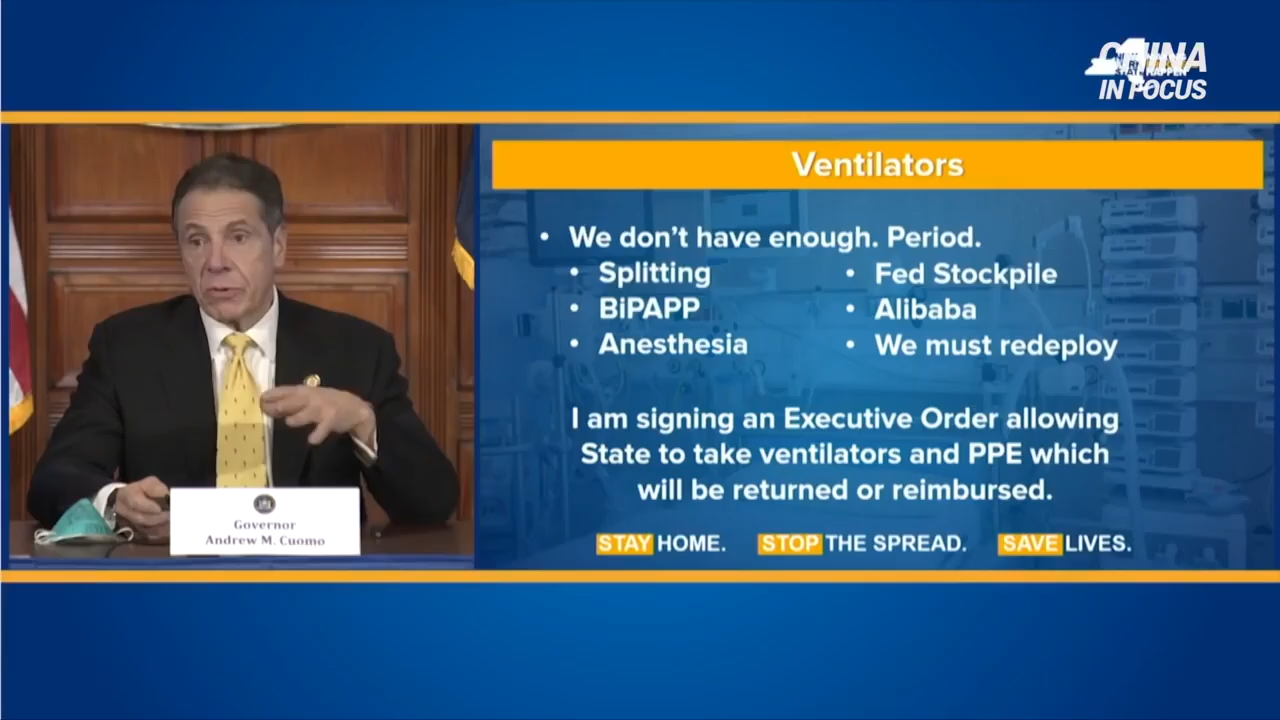 CHINA
IN FOCUS
Ventilators
• We don't have enough. Period.
• Splitting
• BiPAPP
• Anesthesia
• Fed Stockpile
• Alibaba
• We must redeploy
I am signing an Executive Order allowing
State to take ventilators and PPE which
will be returned or reimbursed.
STAY HOME. STOP THE SPREAD. SAVE LIVES.
Governor
Andrew M. Cuomo